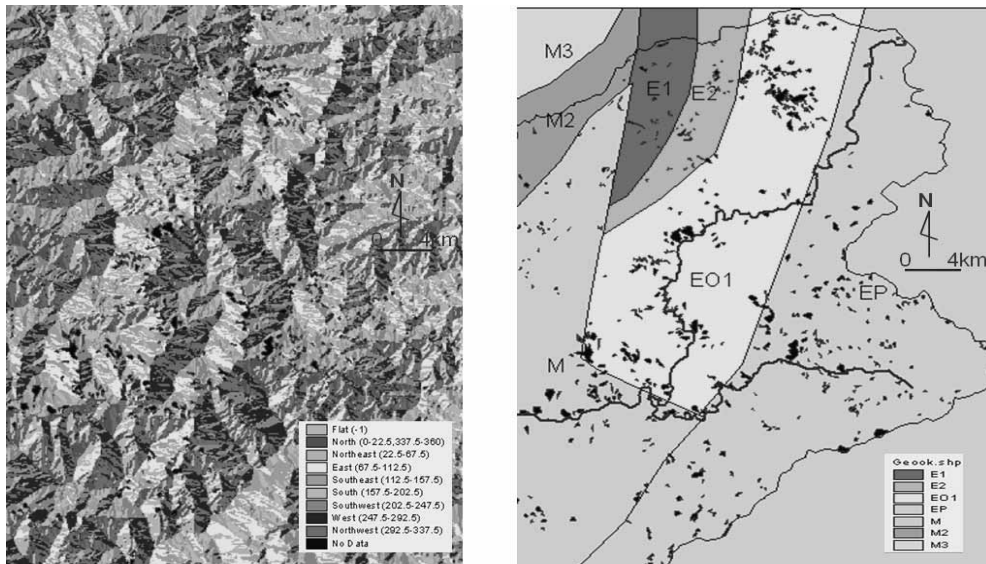 N
0 4km
Flat (-1)
North (0-22.5,337.5-360)
Northeast (22.5-67.5)
East (67.5-112.5)
Southeast (112.5-157.5)
South (157.5-202.5)
Southwest (202.5-247.5)
West (247.5-292.5)
Northwest (292.5-337.5)
No Data
M3
E1
E2
M2
N
0 4km
EO1
EP
M
Geook.shp
E1
E2
EO1
EP
M
M2
M3